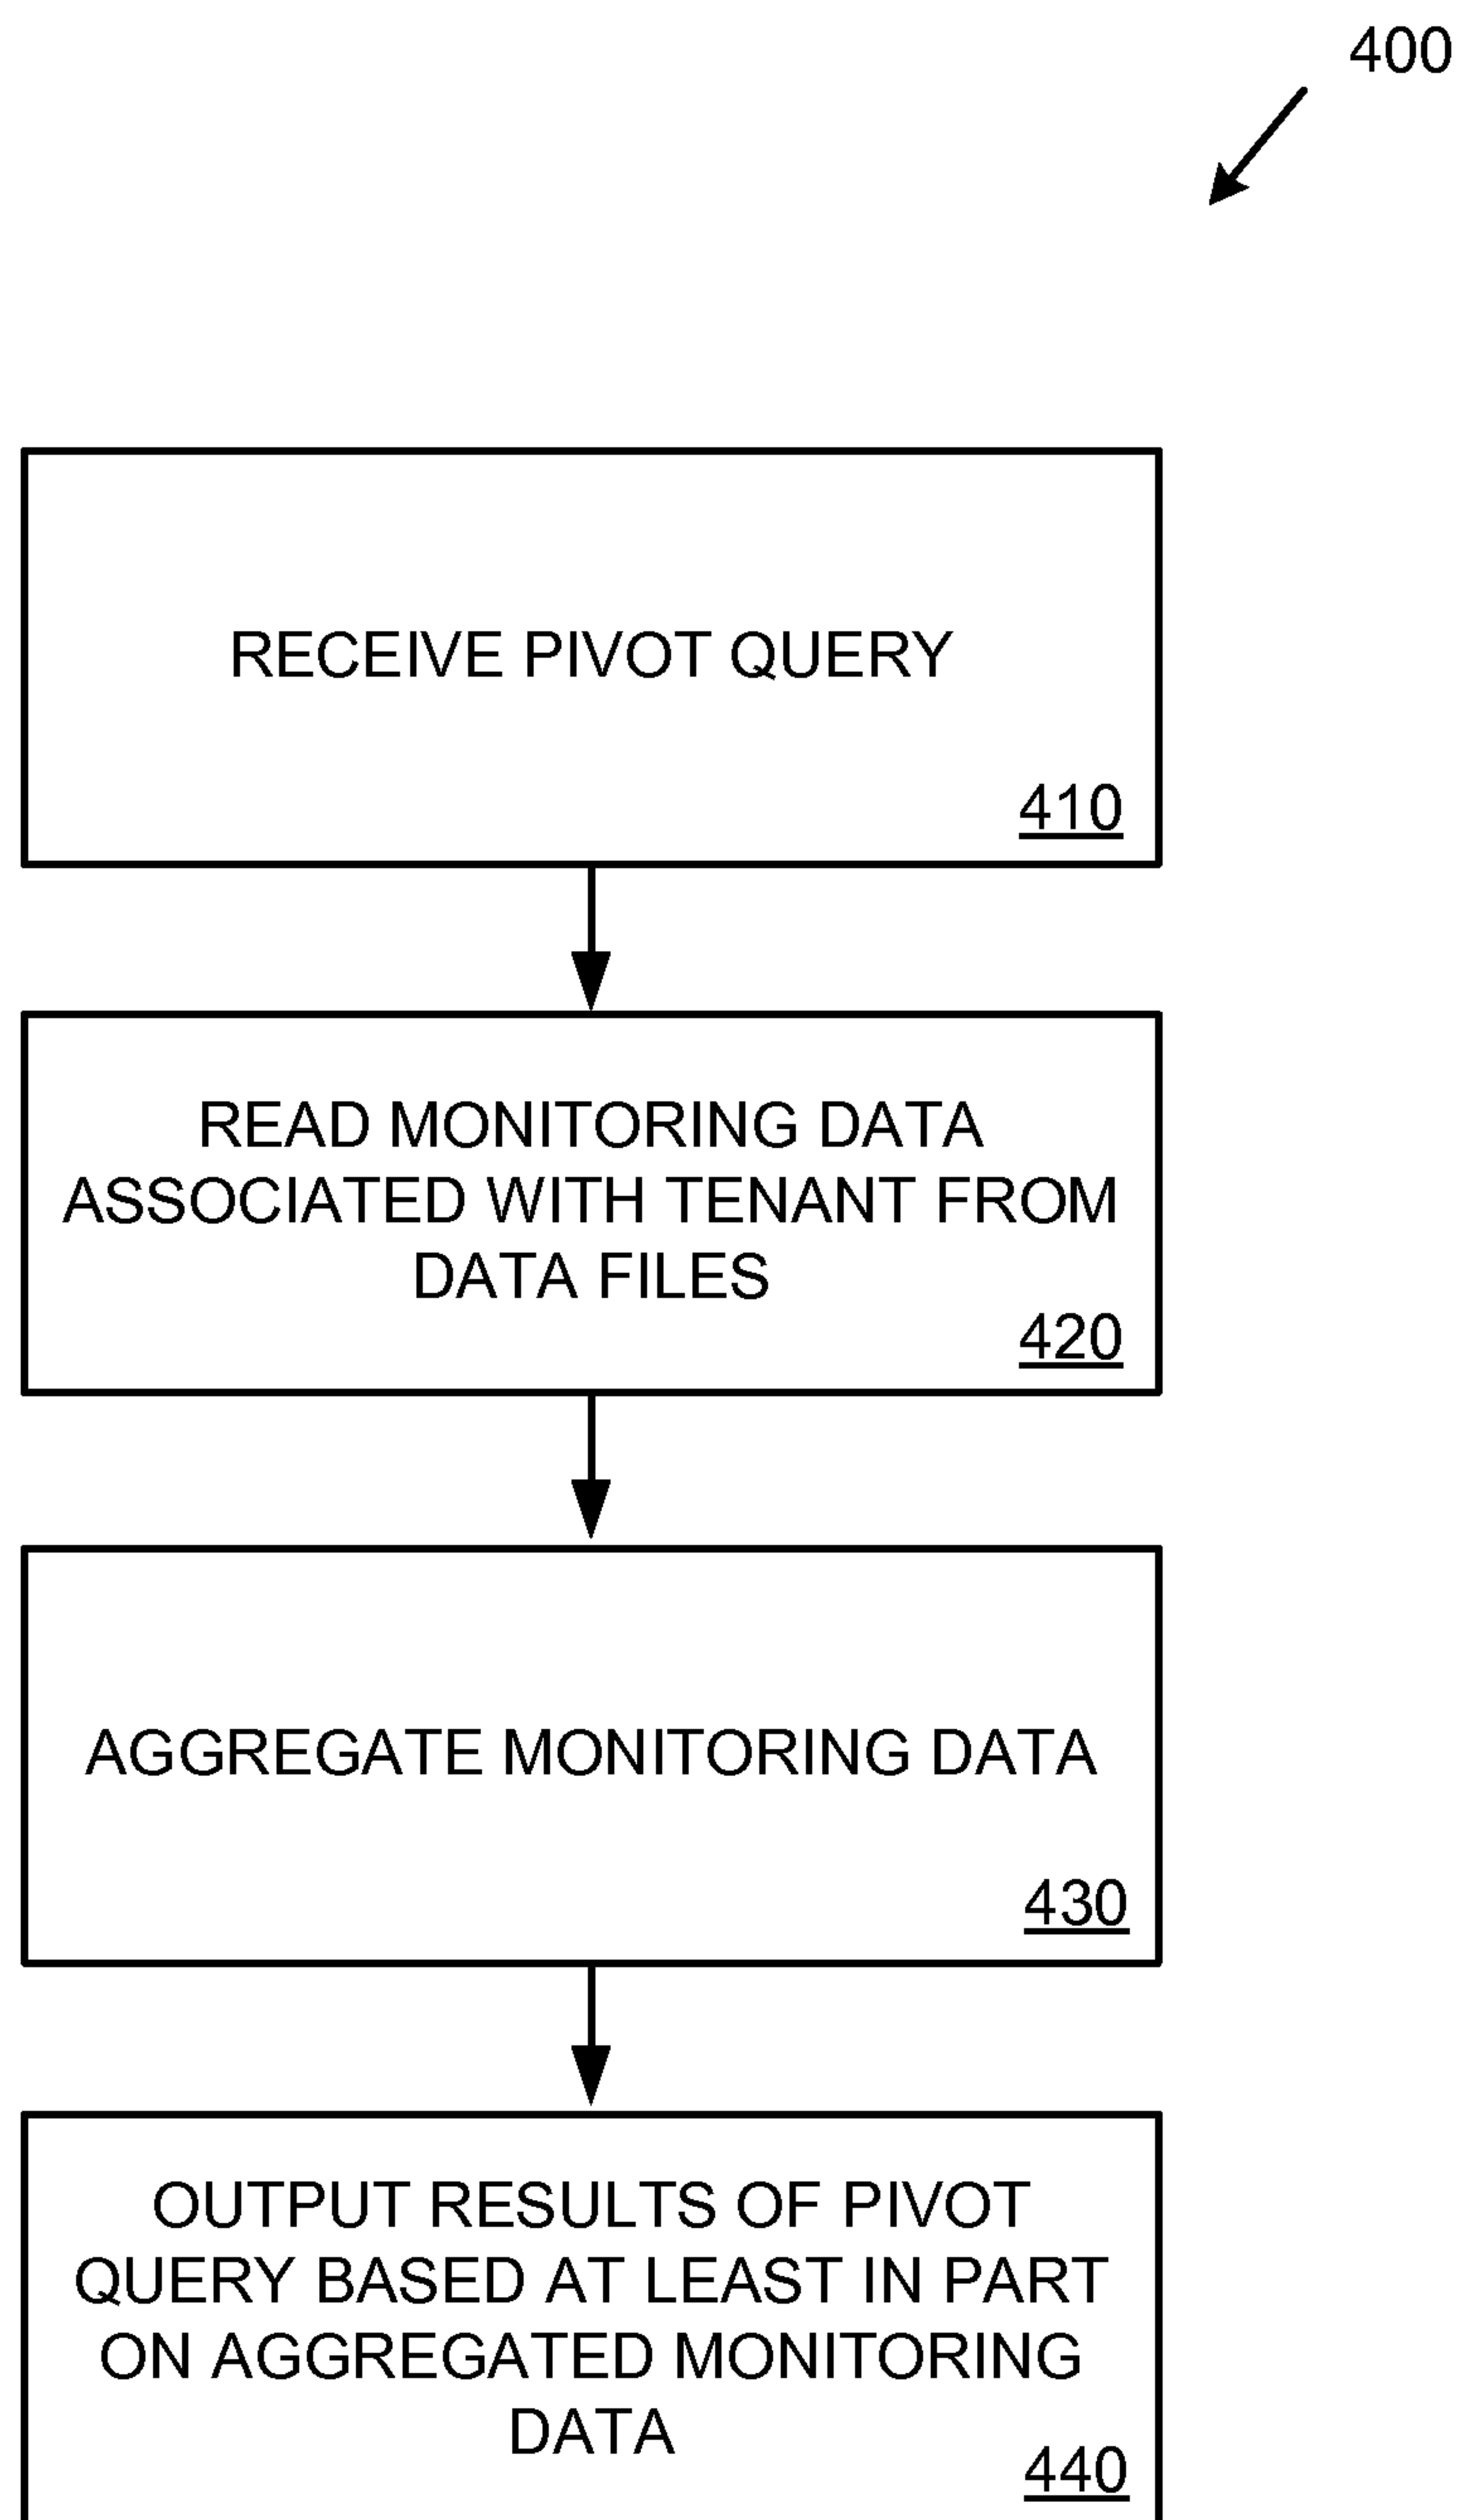 400
RECEIVE PIVOT QUERY
410
READ MONITORING DATA
ASSOCIATED WITH TENANT FROM
DATA FILES
420
AGGREGATE MONITORING DATA
430
OUTPUT RESULTS OF PIVOT
QUERY BASED AT LEAST IN PART
ON AGGREGATED MONITORING
DATA
440